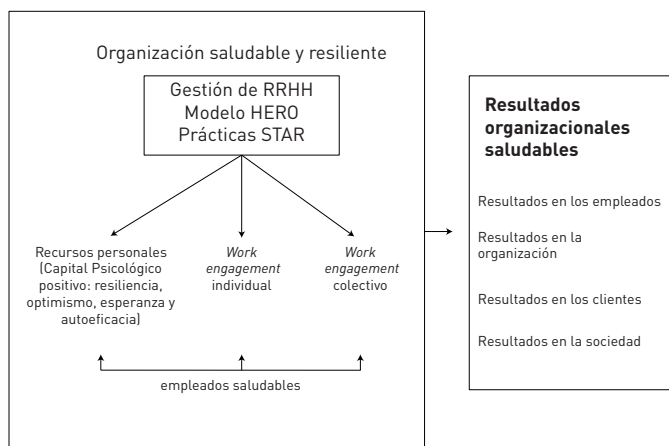 Organización saludable y resiliente
Gestión de RRHH
Modelo HERO
Prácticas STAR
Recursos personales
(Capital Psicológico
positivo: resiliencia,
optimismo, esperanza y
autoeficacia)
Work
engagement
individual
Work
engagement
colectivo
empleados saludables
Resultados
organizacionales
saludables
Resultados en los empleados
Resultados en la
organización
Resultados en los clientes
Resultados en la sociedad